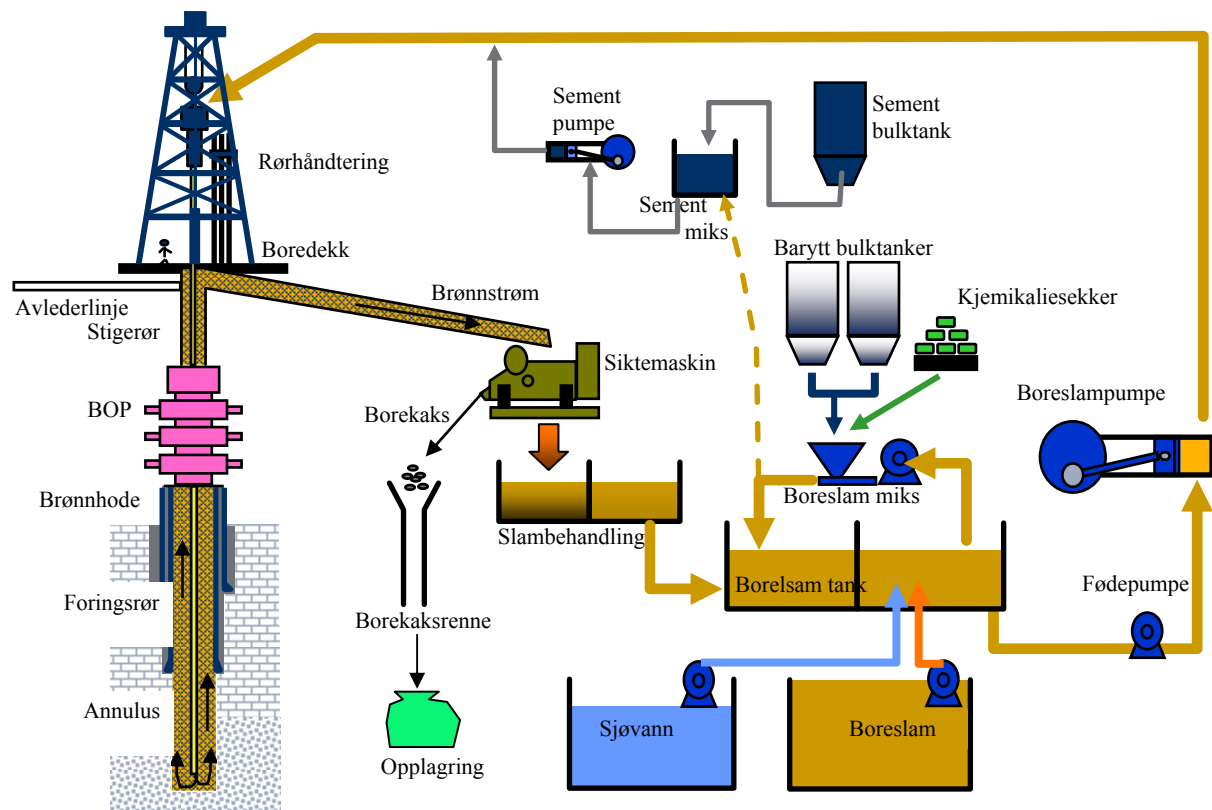 Sement
pumpe
Sement
bulktank
Rørhåndtering
Sement
miks
Boredekk
Barytt bulktanker
Brønnstrøm
Kjemikaliesekker
Avlederlinje
Stigerør
Siktemaskin
Boreslampumpe
BOP
Borekaks
Brønnhode
Boreslam miks
Slambehandling
Borelsam tank
Fødepumpe
Foringsrør
Borekaksrenne
Annulus
Sjøvann
Boreslam
Opplagring